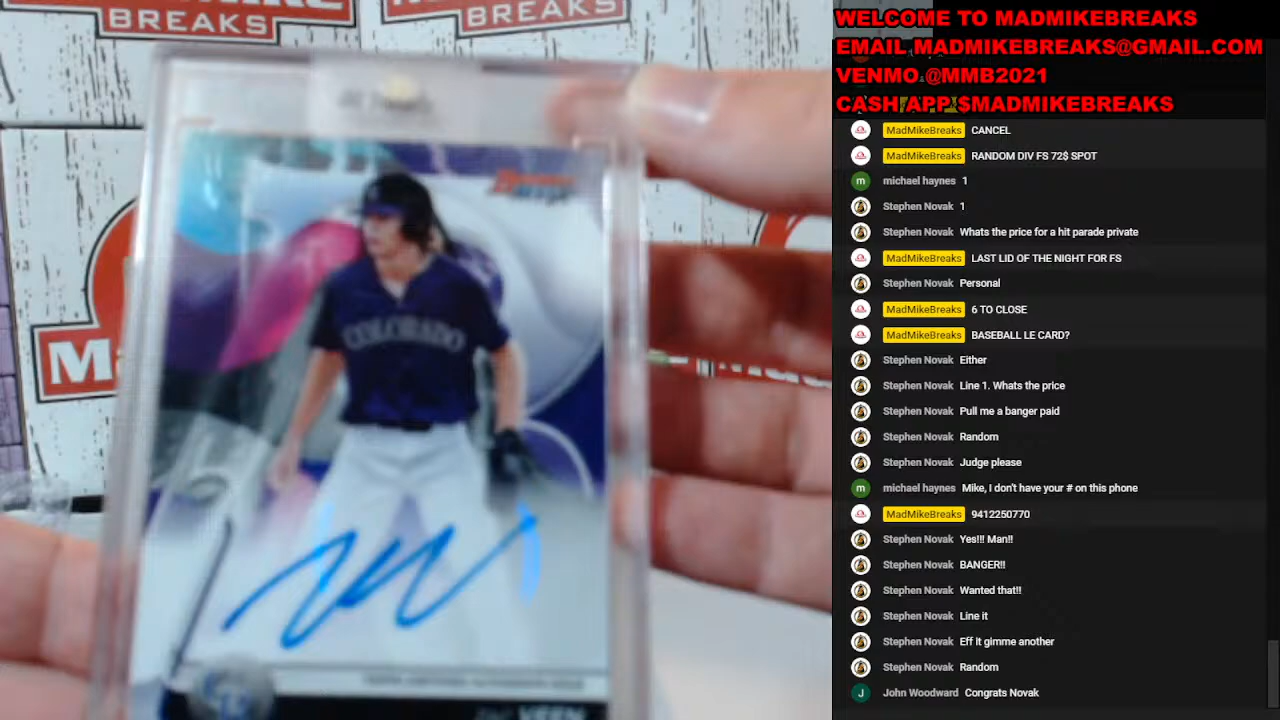 BREAKS
BREAKS
COLORADO
VEEN
M
WELCOME TO MADMIKEBREAKS
EMAIL MADMIKEBREAKS@GMAIL.COM
VENMO @MMB2021
CASH APP $MADMIKEBREAKS
MadMikeBreaks CANCEL
MadMikeBreaks RANDOM DIV FS 72$ SPOT
m michael haynes 1
Stephen Novak 1
Stephen Novak Whats the price for a hit parade private
MadMikeBreaks LAST LID OF THE NIGHT FOR FS
Stephen Novak Personal
MadMikeBreaks 6 TO CLOSE
MadMikeBreaks BASEBALL LE CARD?
Stephen Novak Either
Stephen Novak Line 1. Whats the price
Stephen Novak Pull me a banger paid
Stephen Novak Random
Stephen Novak Judge please
m michael haynes Mike, I don't have your # on this phone
MadMikeBreaks 9412250770
Stephen Novak Yes!!! Man!!
Stephen Novak BANGER!!
Stephen Novak Wanted that!!
Stephen Novak Line it
Stephen Novak Eff it gimme another
Stephen Novak Random
J John Woodward Congrats Novak